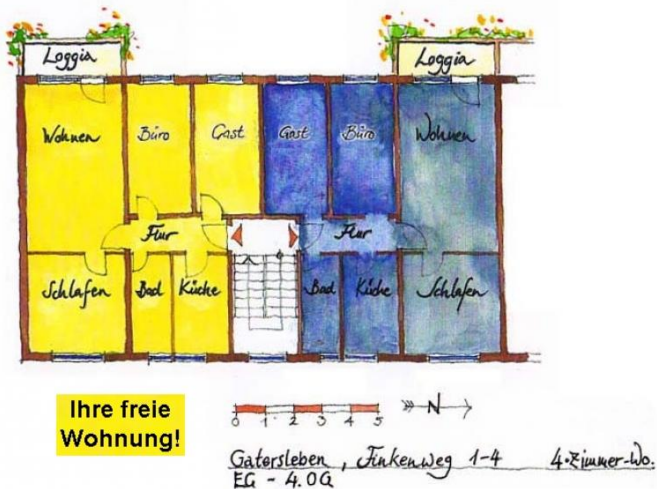 Loggia Loggia
Wohnen Büro Gast Gast Büro Wohnen
Flur Flur
Schlafen Bad Küche Bad Küche Schlafen
Ihre freie
Wohnung!
0 1 2 3 4 5 N
Gatersleben, Finkenweg 1-4 4-Zimmer-Wo.
EG - 4.OG